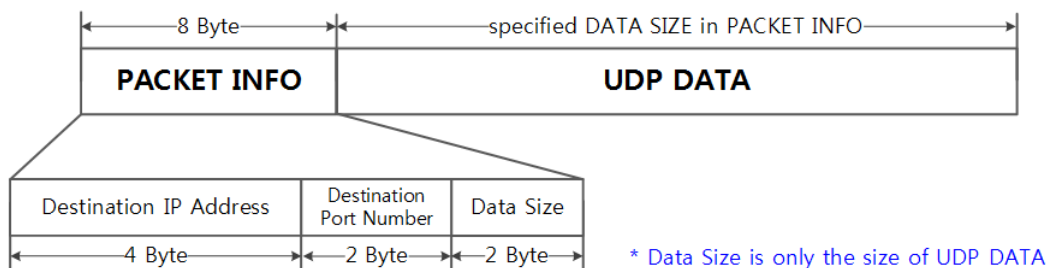 8 Byte
specified DATA SIZE in PACKET INFO
PACKET INFO
UDP DATA
Destination IP Address
Destination
Port Number
Data Size
4 Byte
2 Byte
2 Byte
* Data Size is only the size of UDP DATA